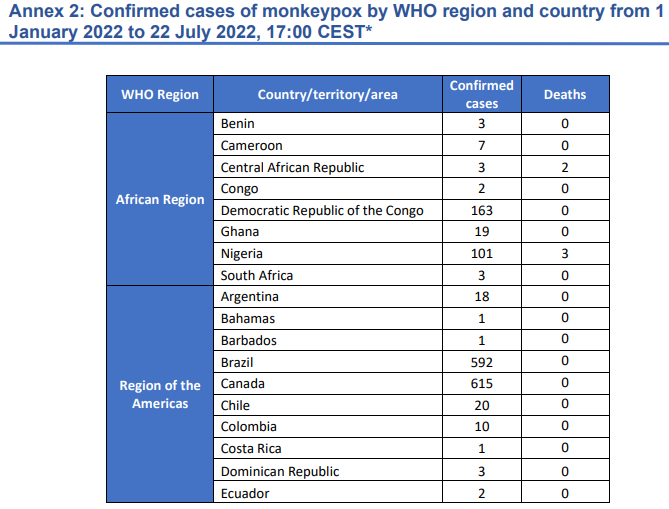 Annex 2: Confirmed cases of monkeypox by WHO region and country from 1
January 2022 to 22 July 2022, 17:00 CEST*
WHO Region Country/territory/area Confirmed cases Deaths
African Region
Benin 3 0
Cameroon 7 0
Central African Republic 3 2
Congo 2 0
Democratic Republic of the Congo 163 0
Ghana 19 0
Nigeria 101 3
South Africa 3 0
Region of the
Americas
Argentina 18 0
Bahamas 1 0
Barbados 1 0
Brazil 592 0
Canada 615 0
Chile 20 0
Colombia 10 0
Costa Rica 1 0
Dominican Republic 3 0
Ecuador 2 0